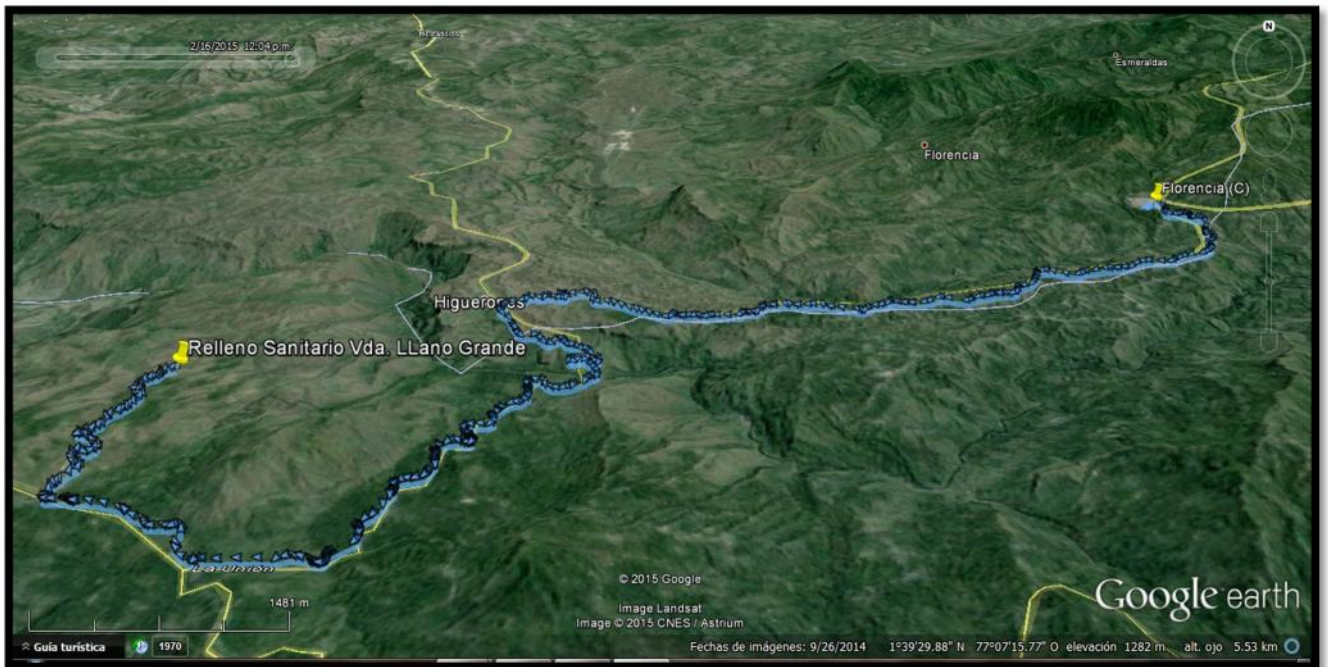 2/16/2015 12:04 p.m.
N
Esmeraldas
Florencia
Florencia (C)
Higuerones
Relleno Sanitario Vda. LLano Grande
La Unión
© 2015 Google
1481 m
Image Landsat
Image © 2015 CNES / Astrium
Google earth
Guía turística
1970
Fechas de imágenes: 9/26/2014 1°39'29.88" N 77°07'15.77" O elevación 1282 m alt. ojo 5.53 km